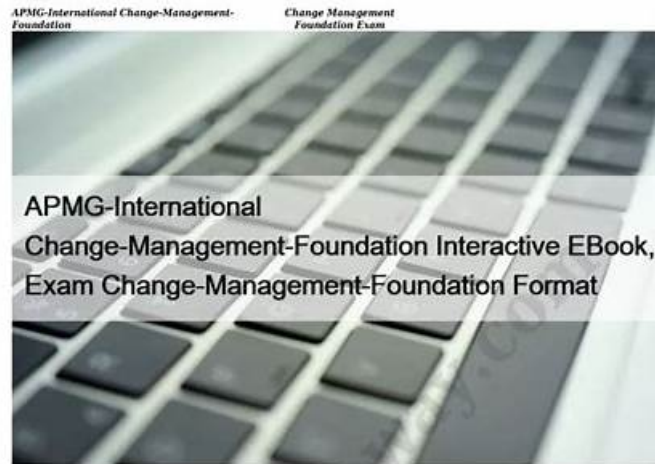 APMG-International Change-Management-
Foundation
Change Management
Foundation Exam
APMG-International
Change-Management-Foundation Interactive EBook,
Exam Change-Management-Foundation Format